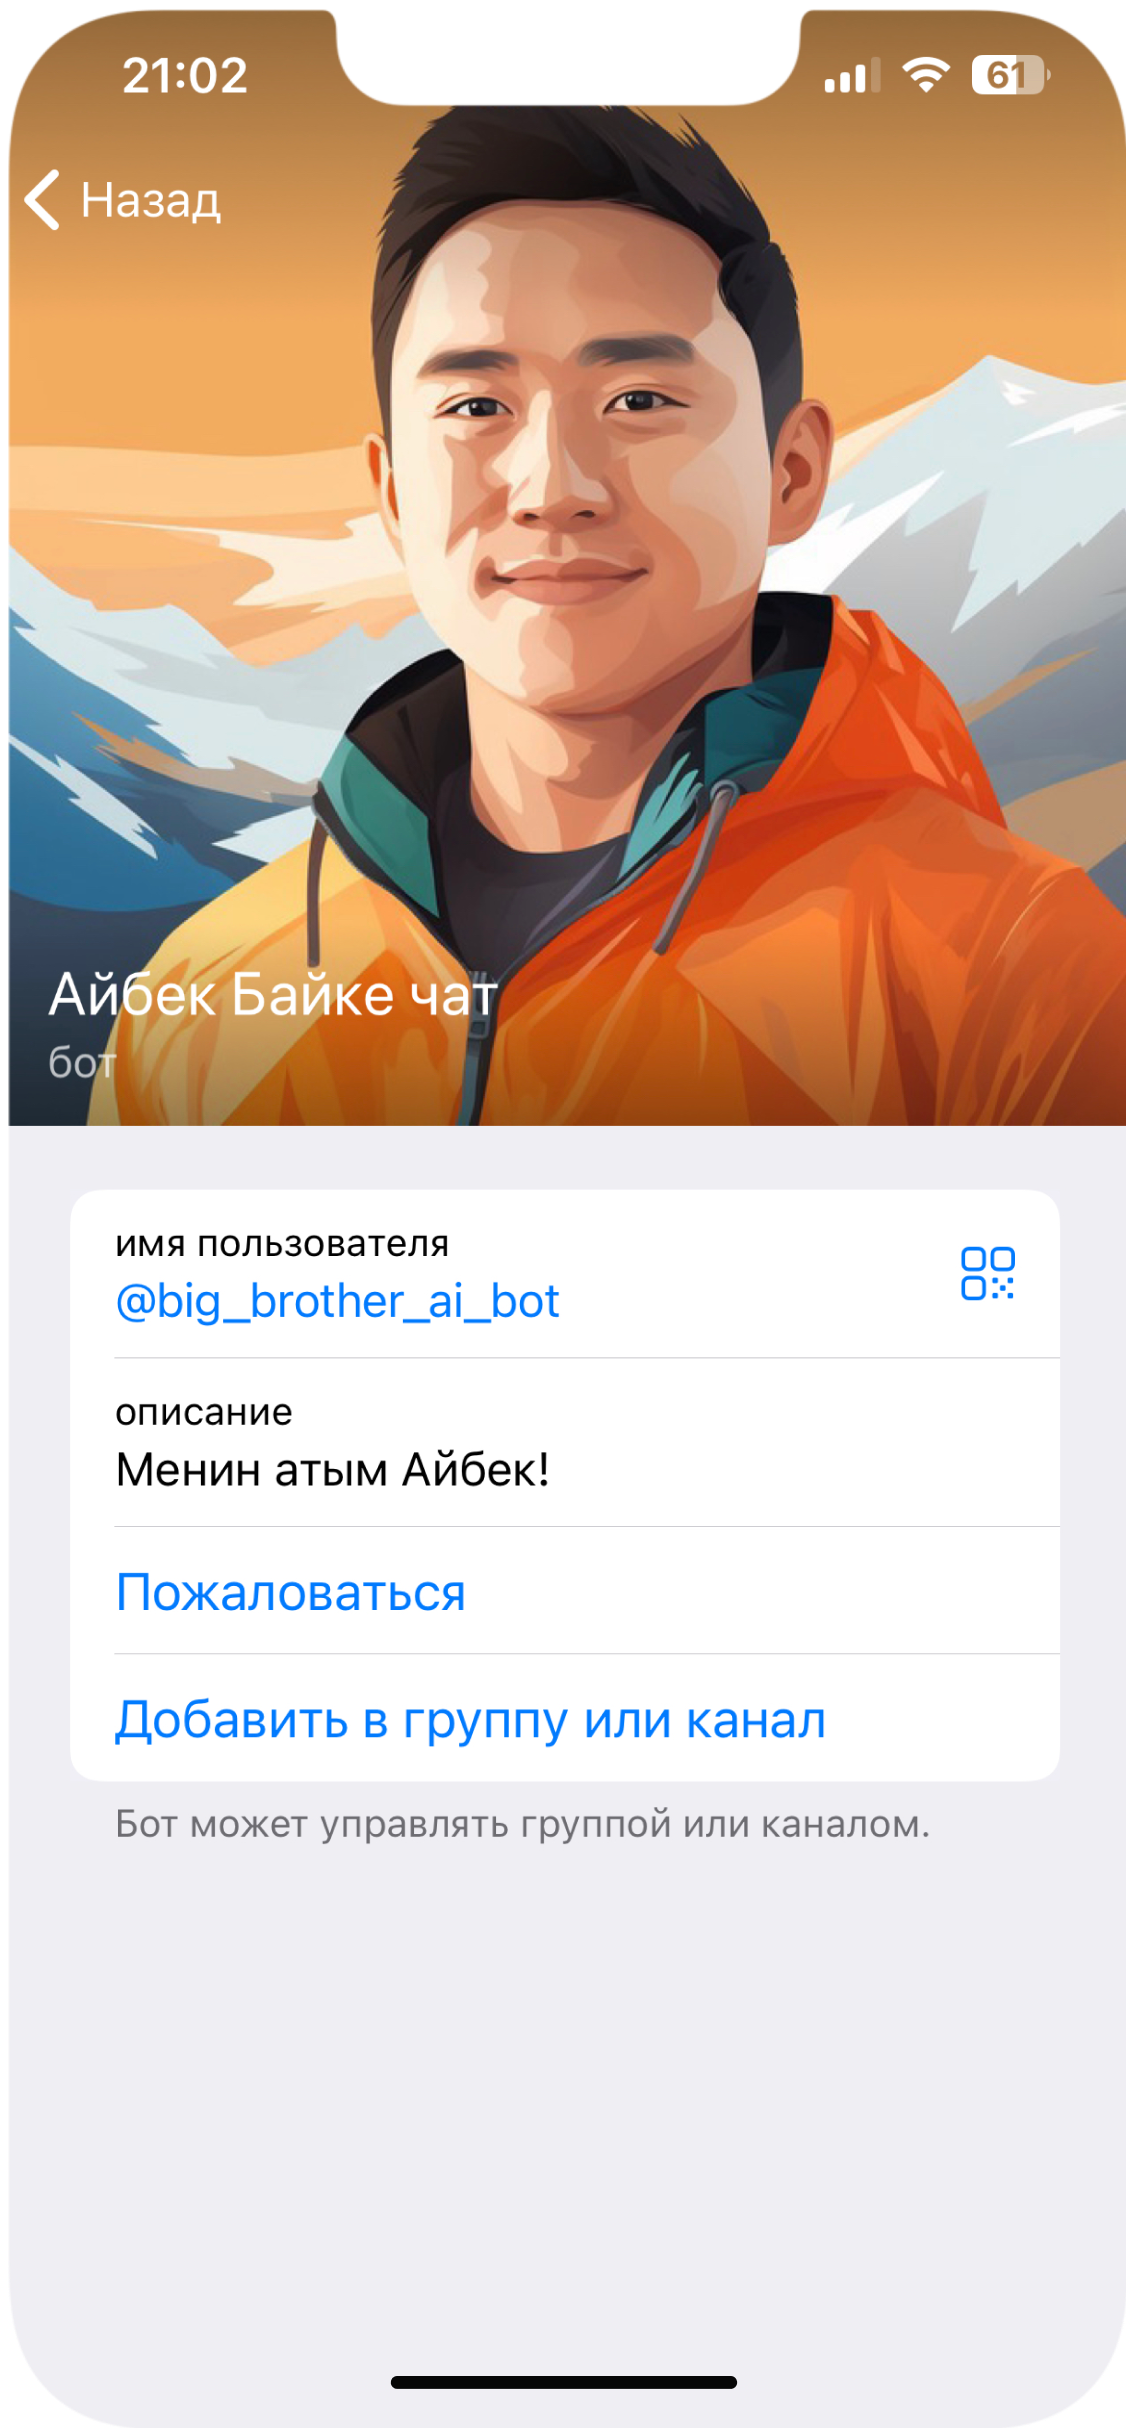 21:02
61
Назад
Айбек Байке чат
бот
имя пользователя
@big_brother_ai_bot
описание
Менин атым Айбек!
Пожаловаться
Добавить в группу или канал
Бот может управлять группой или каналом.